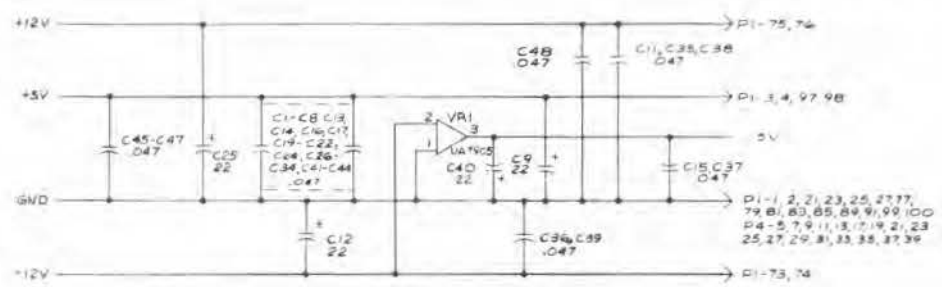 +12V
P1-75, 76
C48
.047
C11, C35, C38
.047
+5V
P1-3, 4, 97-98
C45-C47
.047
+
C25
22
C1-C8 C13,
C14, C16, C17,
C19-C22,
C24, C26-
C34, C41-C44
.047
2
1
VR1
3
UA7905
C40
22
+
C9
22
+
-5V
C15, C37
.047
GND
P1-1, 2, 21, 23, 25, 27, 77,
79, 81, 83, 85, 89, 91, 99, 100
P4-5, 7, 9, 11, 13, 17, 19, 21, 23
25, 27, 29, 31, 33, 35, 37, 39
+
C12
22
C36, C39
.047
-12V
P1-73, 74